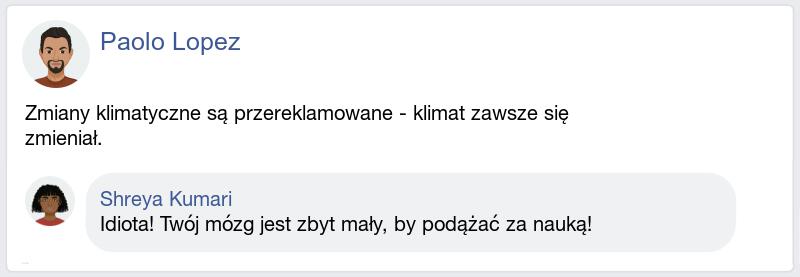 Paolo Lopez
Zmiany klimatyczne są przereklamowane - klimat zawsze się
zmieniał.
Shreya Kumari
Idiota! Twój mózg jest zbyt mały, by podążać za nauką!